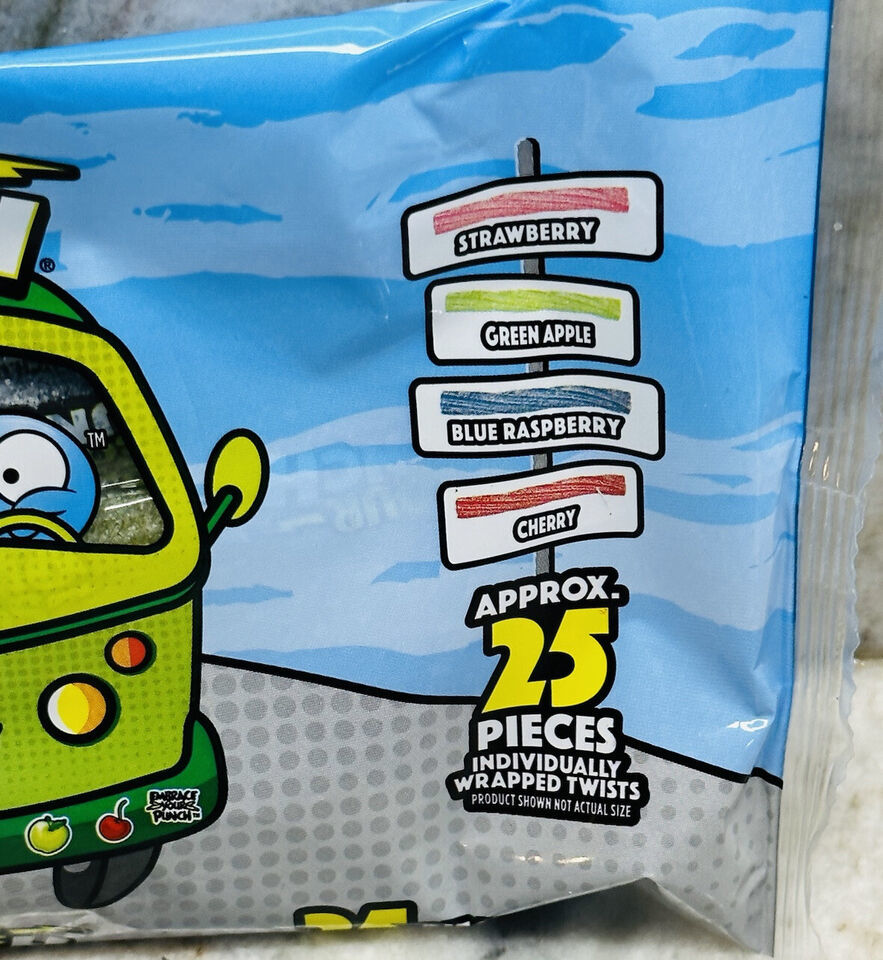 ®
STRAWBERRY
GREEN APPLE
BLUE RASPBERRY
CHERRY
TM
APPROX.
25
PIECES
INDIVIDUALLY
WRAPPED TWISTS
PRODUCT SHOWN NOT ACTUAL SIZE
EMBRACE
YOUR
PUNCH™